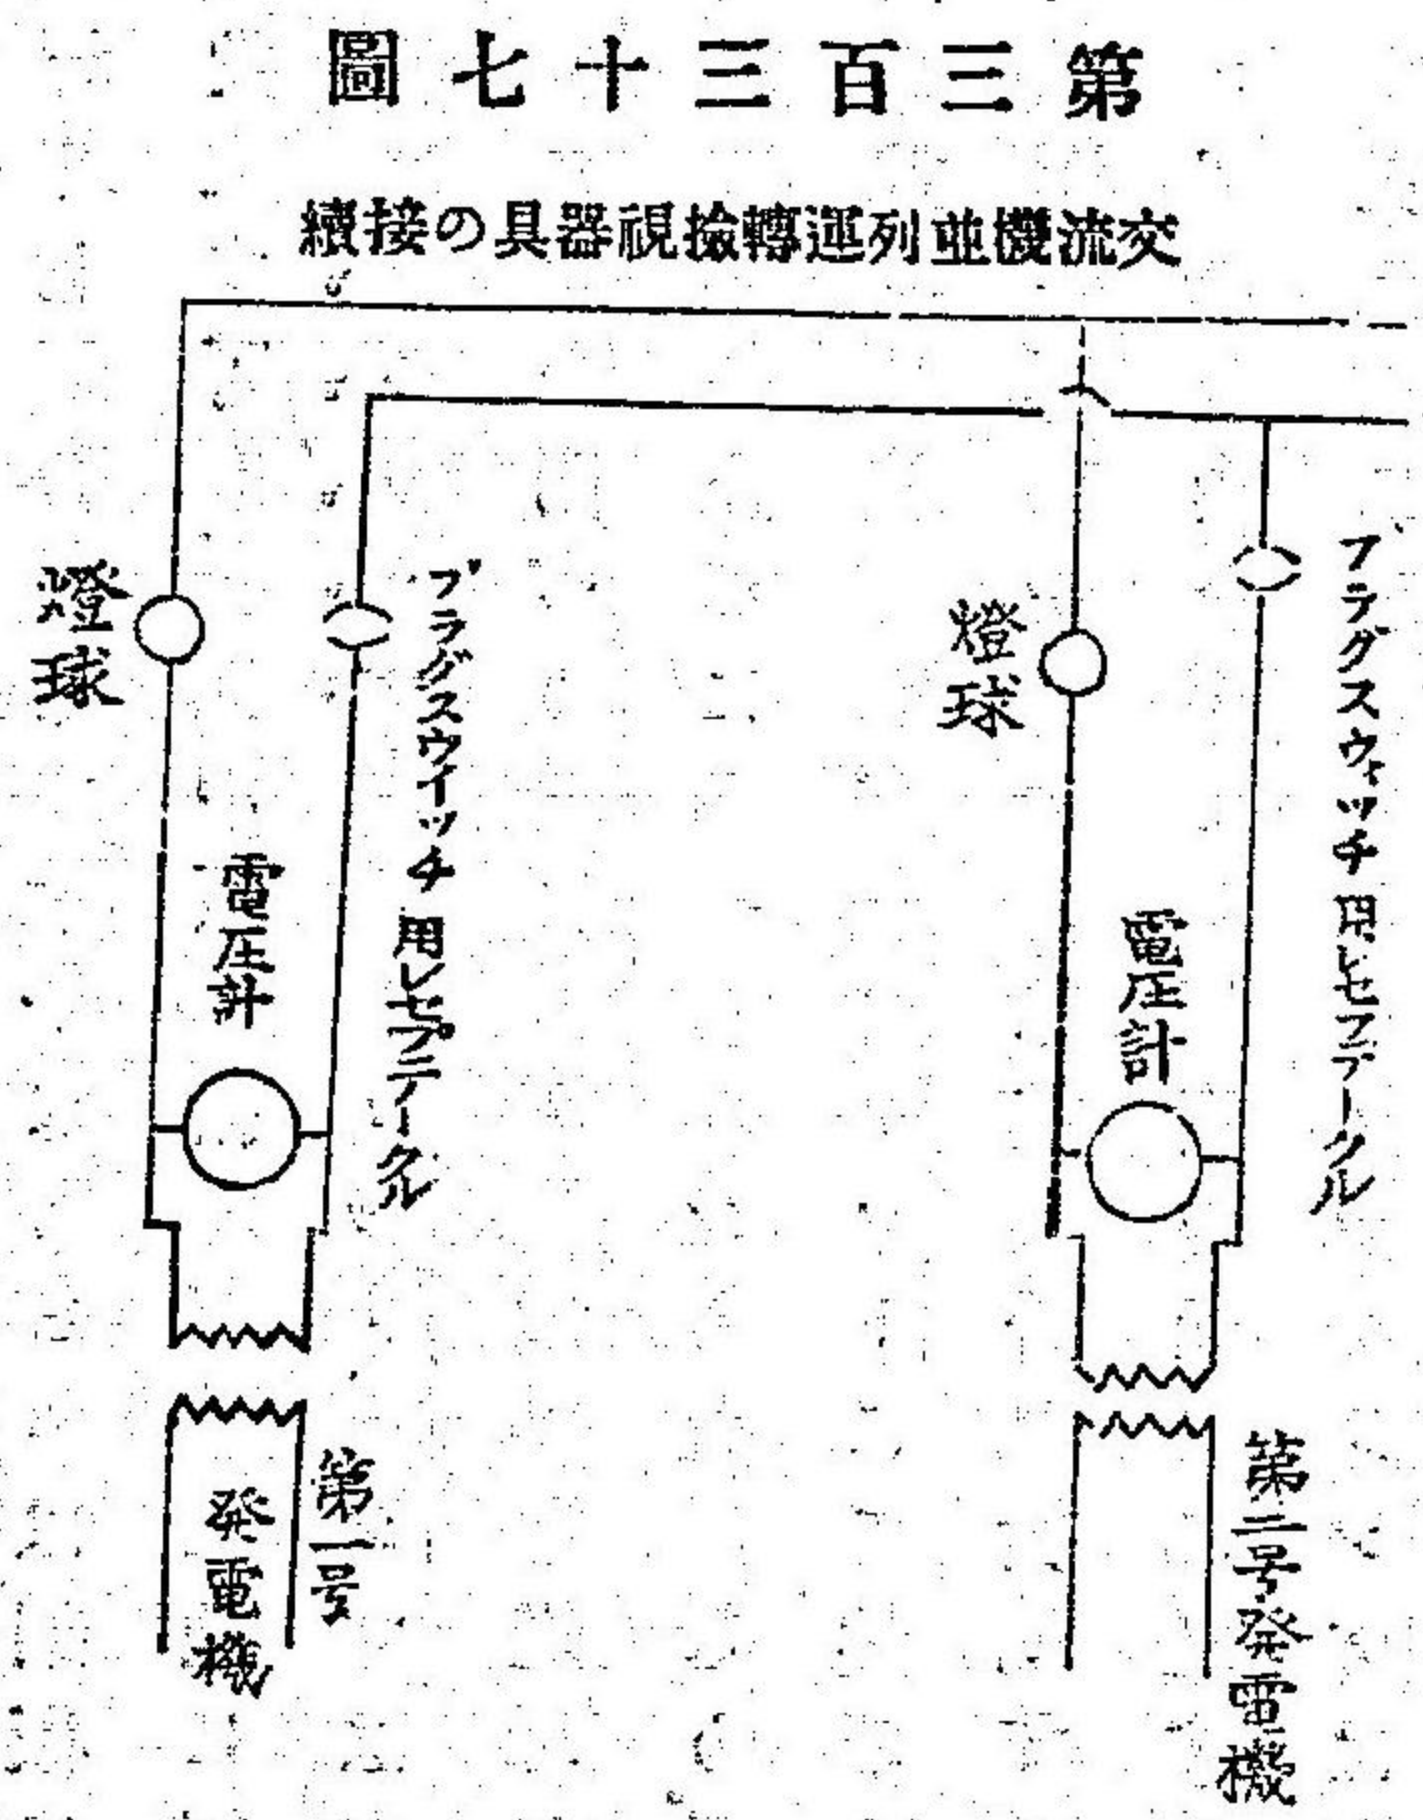 第三百三十七圖
交流機並列運轉檢視器具の接續
燈球
電圧計
プラグスウイッチ用レセプテークル
第一号
発電機
燈球
電圧計
プラグスウィッチ用レセプテークル
第二号発電機